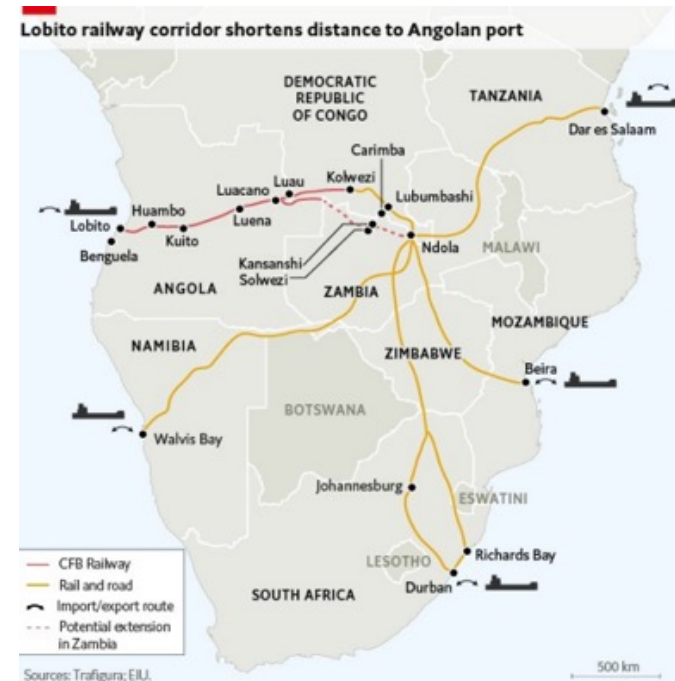 Lobito railway corridor shortens distance to Angolan port
DEMOCRATIC
REPUBLIC
OF CONGO
TANZANIA
Dar es Salaam
Carimba
Luau
Kolwezi
Luacano
Lubumbashi
Huambo
Lobito
Luena
Kuito
Benguela
Ndola
MALAWI
Kansanshi
Solwezi
ANGOLA
ZAMBIA
MOZAMBIQUE
NAMIBIA
ZIMBABWE
Beira
BOTSWANA
Walvis Bay
Johannesburg
ESWATINI
Richards Bay
LESOTHO
Durban
SOUTH AFRICA
CFB Railway
Rail and road
Import/export route
Potential extension
in Zambia
500 km
Sources: Trafigura; EIU.